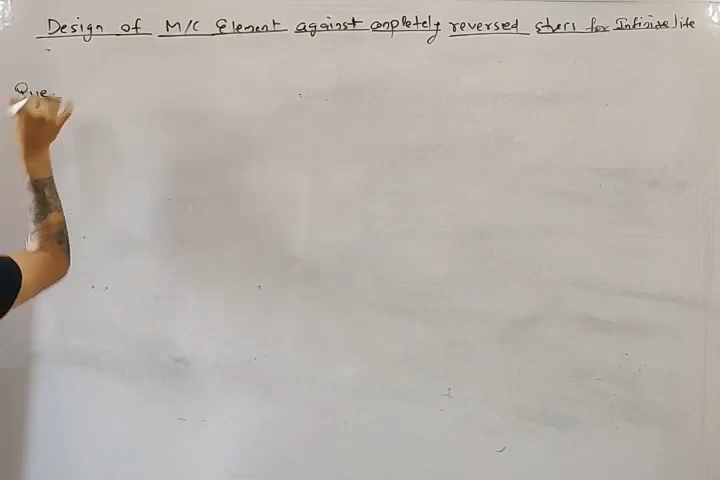 Design of M/C Element against completely reversed stress for Infinite life
Que.